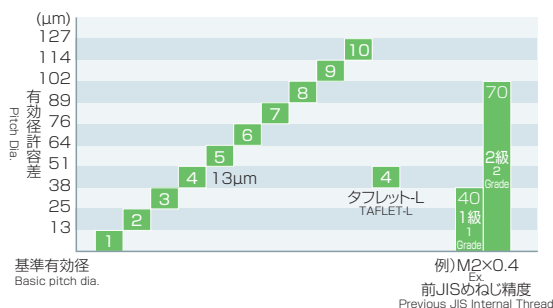 (μm)
127
114
102
89
76
64
51
38
25
13
有効径許容差
Pitch Dia.
1
2
3
4
5
6
7
8
9
10
13μm
4
タフレット-L
TAFLET-L
40
1級
1
Grade
70
2級
2
Grade
基準有効径
Basic pitch dia.
例)M2×0.4
Ex.
前JISめねじ精度
Previous JIS Internal Thread